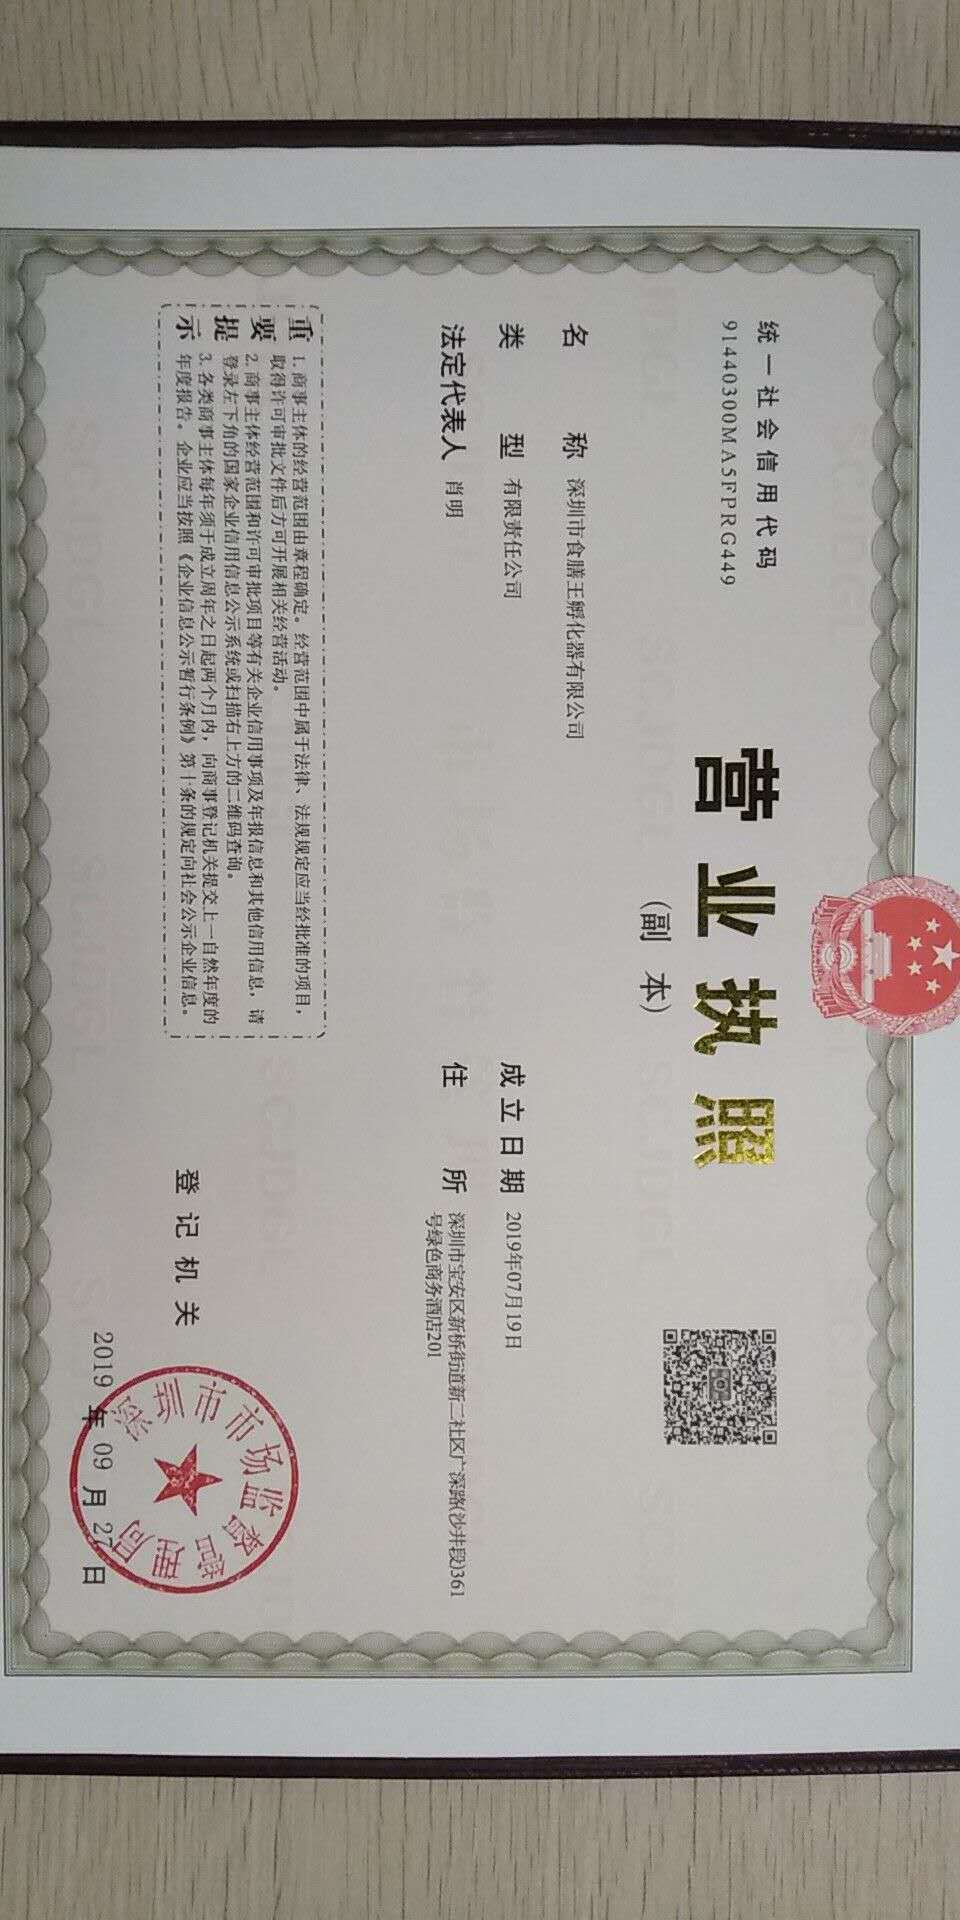 统一社会信用代码
91440300MA5FPRG449
营业执照
(副 本)
名 称 深圳市食膳王孵化器有限公司
类 型 有限责任公司
法定代表人 肖明
成立日期 2019年07月19日
住 所 深圳市宝安区新桥街道新二社区广深路(沙井段)361
号绿色商务酒店201
重要提示
1. 商事主体的经营范围由章程确定。经营范围中属于法律、法规规定应当经批准的项目，
取得许可审批文件后方可开展相关经营活动。
2. 商事主体经营范围和许可审批项目等有关企业信用事项及年报信息和其他信用信息，请
登录左下角的国家企业信用信息公示系统或扫描右上方的二维码查询。
3. 各类商事主体每年须于成立周年之日起两个月内，向商事登记机关提交上一自然年度的
年度报告。企业应当按照《企业信息公示暂行条例》第十条的规定向社会公示企业信息。
登记机关
深圳市市场监督管理局
2019 年 09 月 27 日